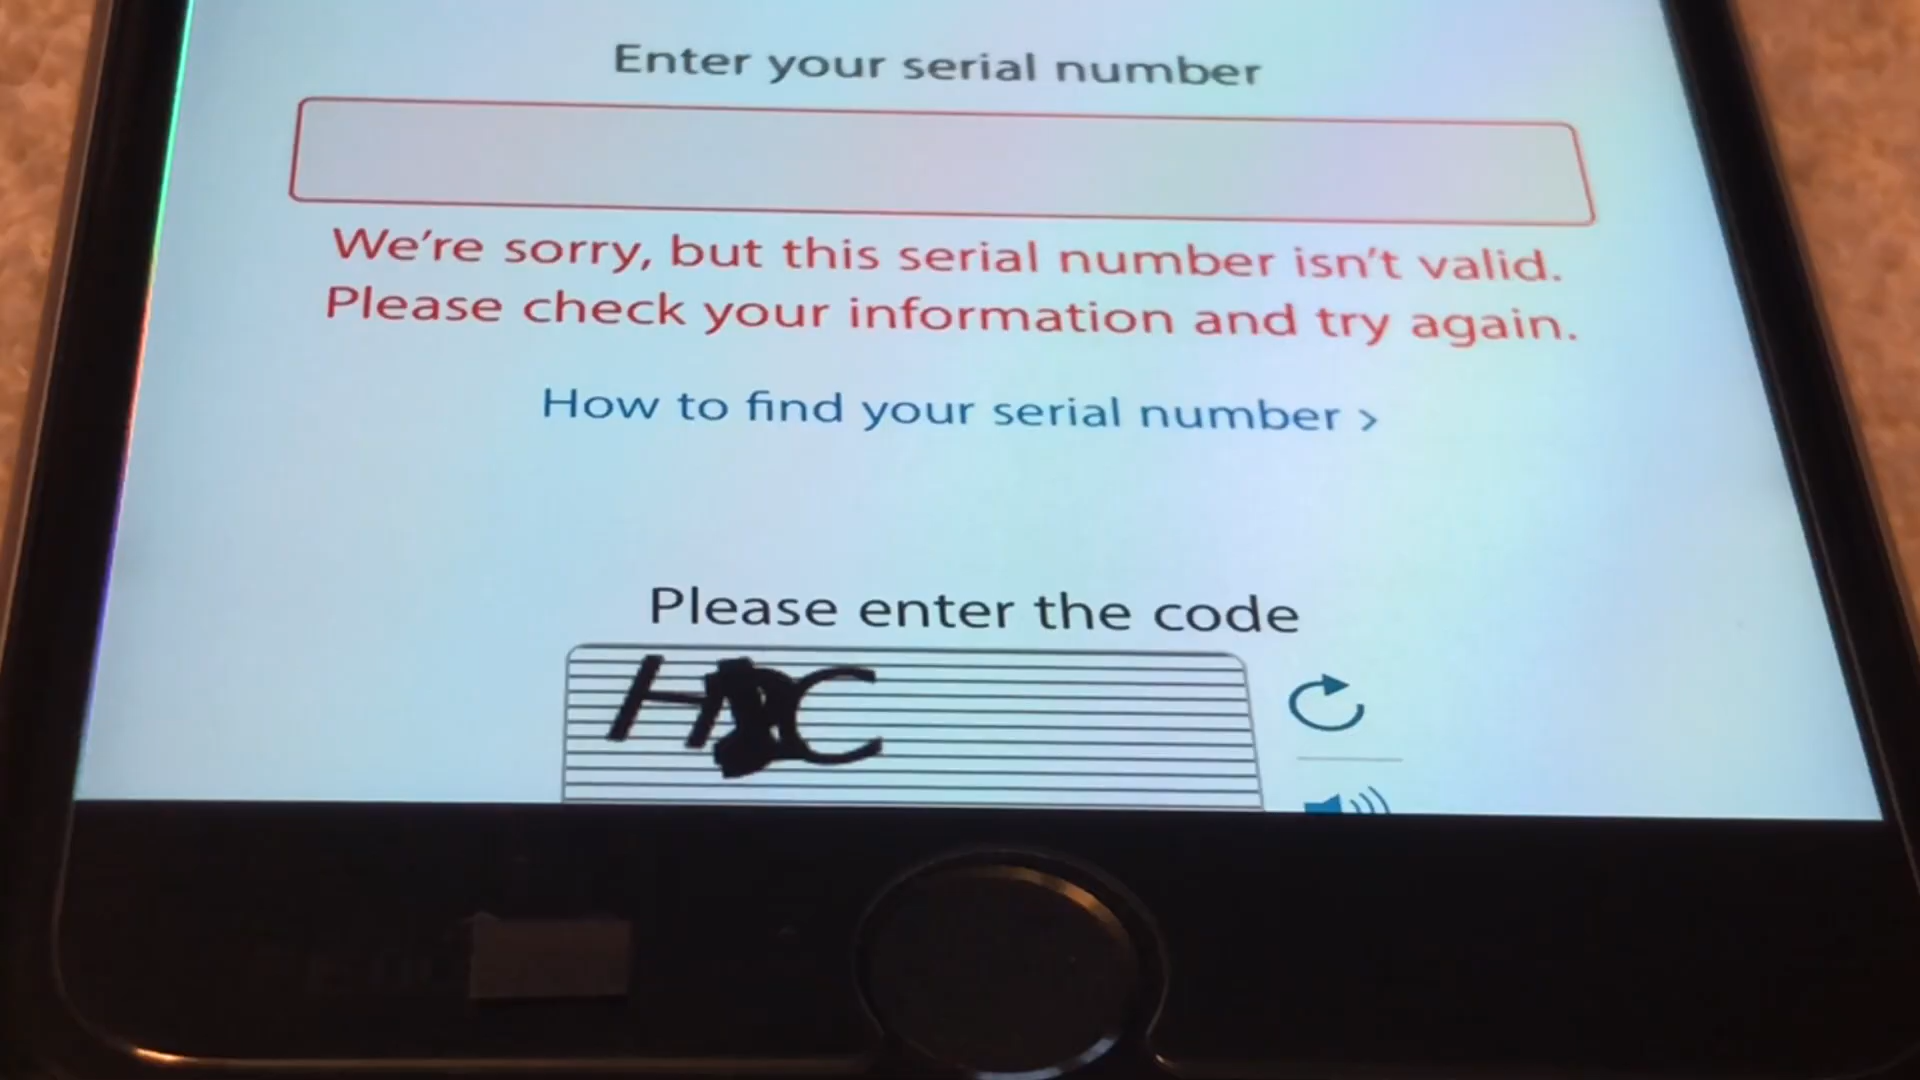 Enter your serial number
We're sorry, but this serial number isn't valid.
Please check your information and try again.
How to find your serial number >
Please enter the code